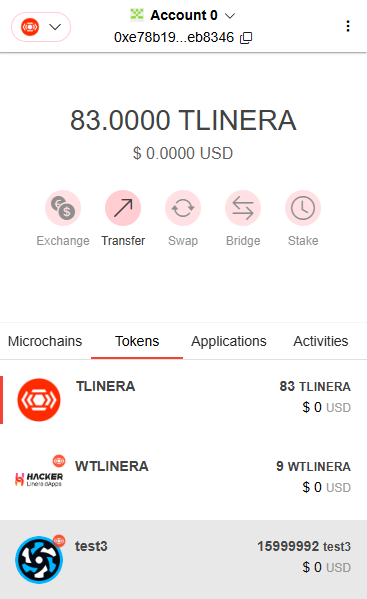 Account 0
0xe78b19...eb8346
83.0000 TLINERA
$ 0.0000 USD
Exchange Transfer Swap Bridge Stake
Microchains Tokens Applications Activities
TLINERA 83 TLINERA
$ 0 USD
HACKER
Linera dApps
WTLINERA 9 WTLINERA
$ 0 USD
test3 15999992 test3
$ 0 USD